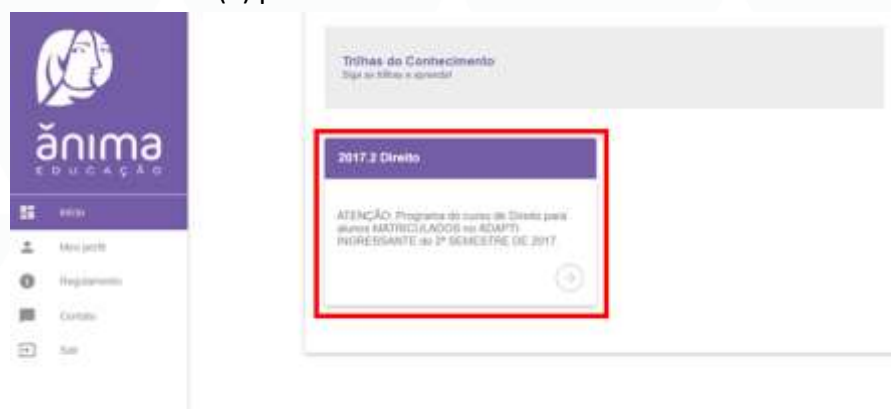 ănima
EDUCAÇÃO
Início
Meu perfil
Regulamento
Contato
Sair
Trilhas do Conhecimento
Siga as trilhas e aprenda!
2017.2 Direito
ATENÇÃO: Programa do curso de Direito para
alunos MATRICULADOS no ADAPTI
INGRESSANTE do 2º SEMESTRE DE 2017